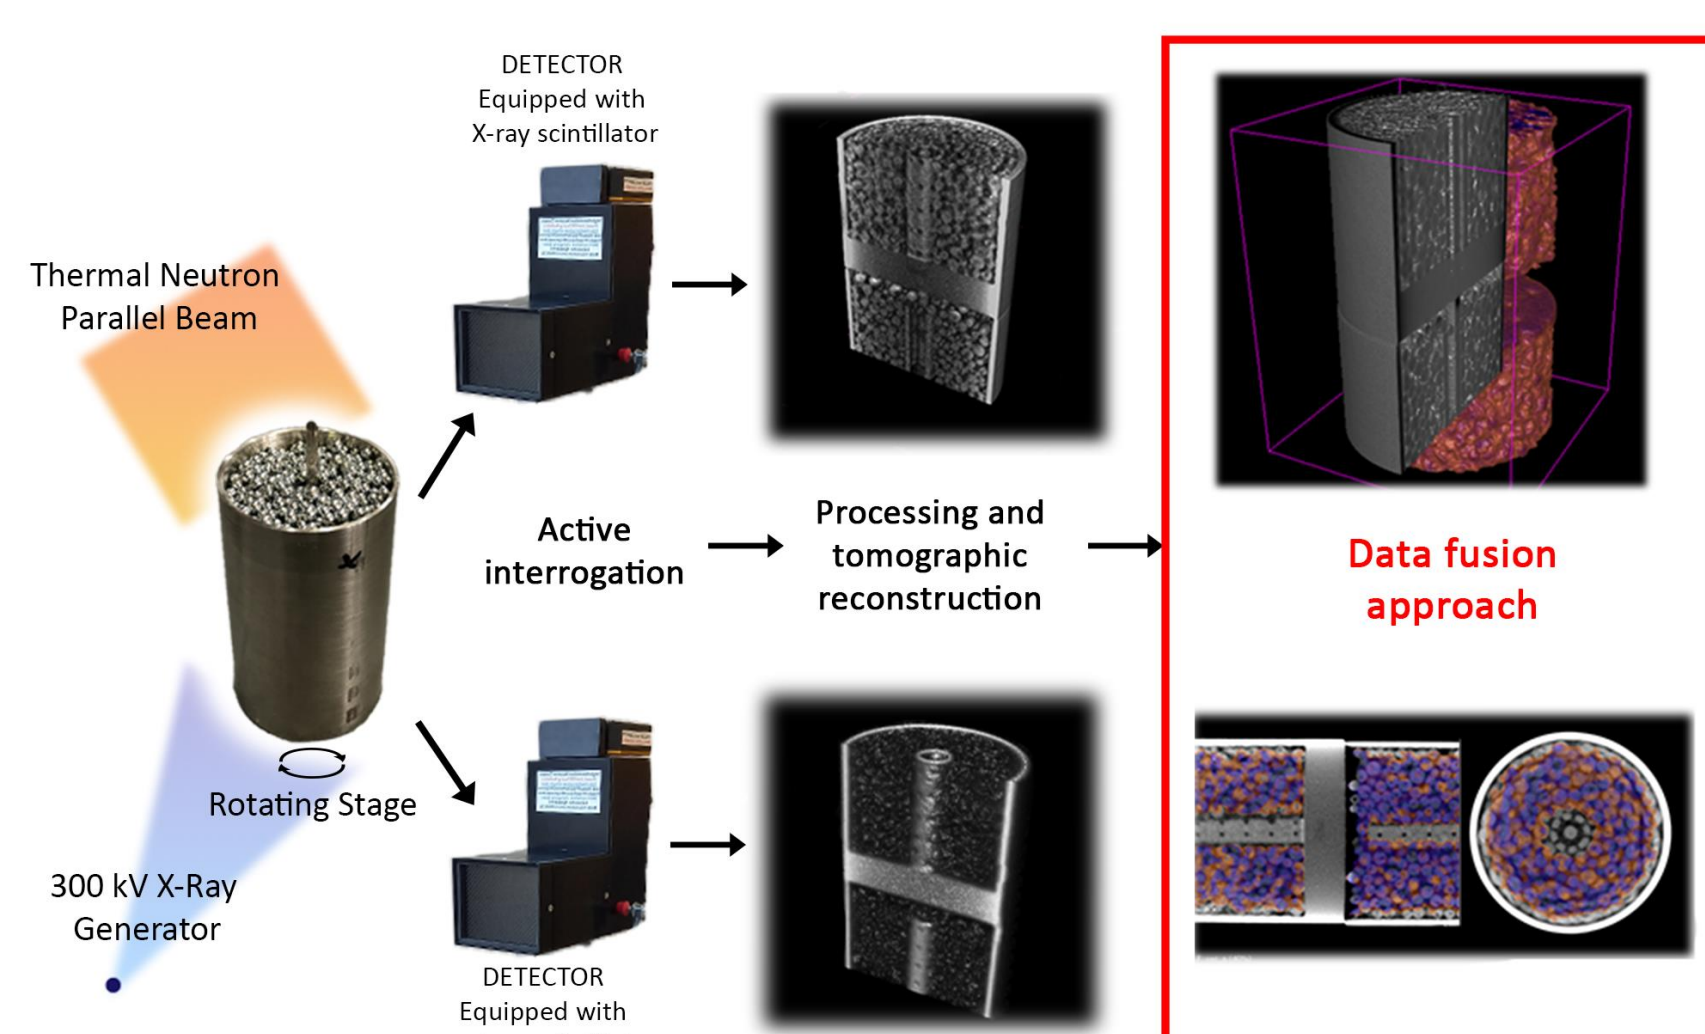 DETECTOR
Equipped with
X-ray scintillator
Thermal Neutron
Parallel Beam
Active
interrogation
Processing and
tomographic
reconstruction
Data fusion
approach
Rotating Stage
300 kV X-Ray
Generator
DETECTOR
Equipped with